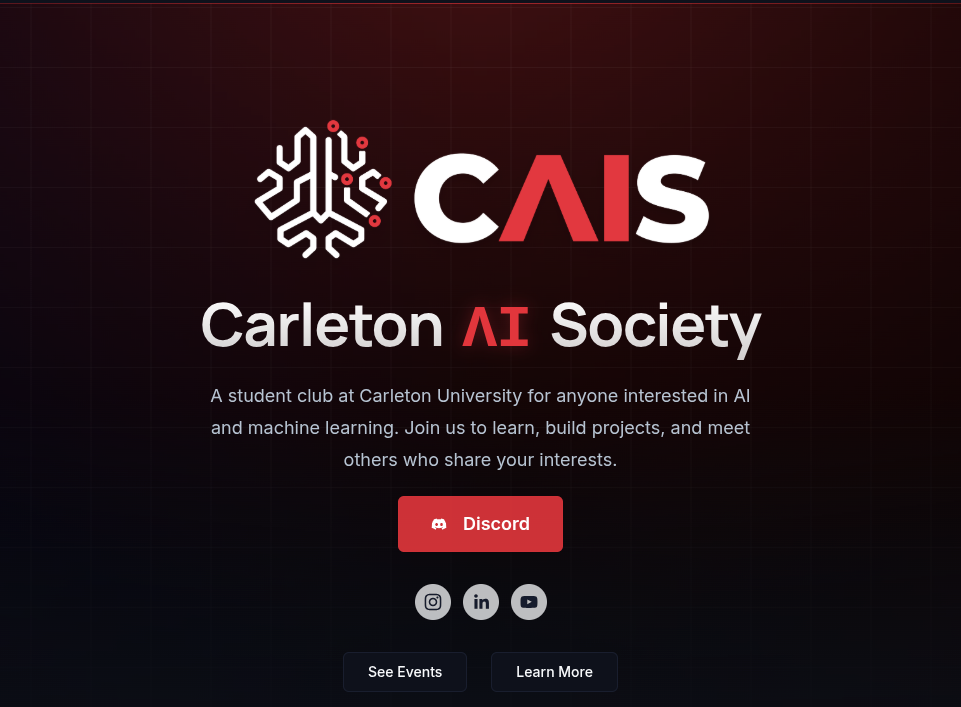 CΛIS
Carleton ΛI Society
A student club at Carleton University for anyone interested in AI
and machine learning. Join us to learn, build projects, and meet
others who share your interests.
Discord
in
See Events
Learn More